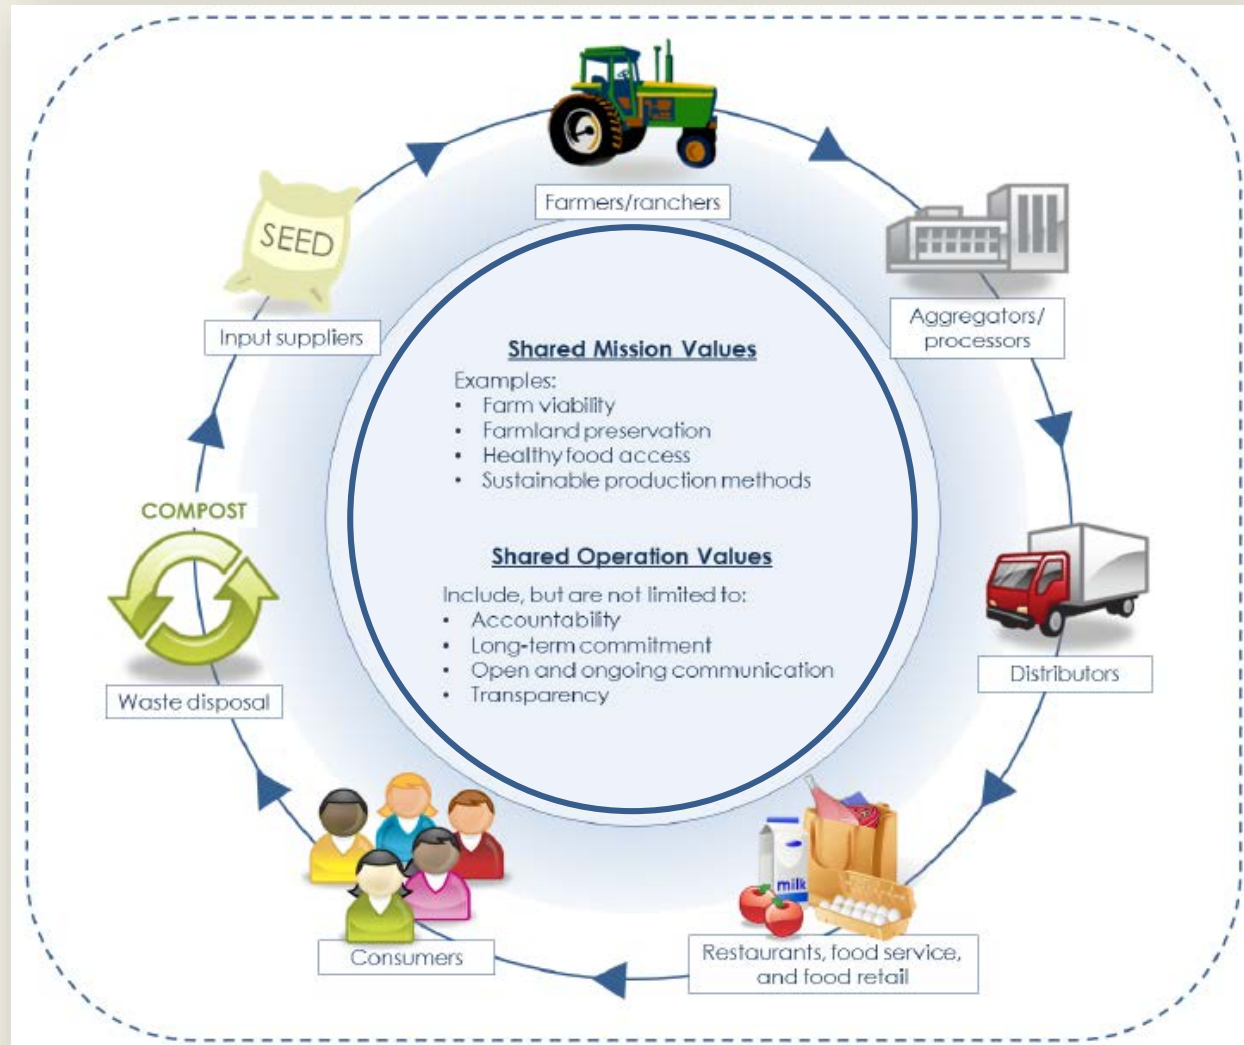 Farmers/ranchers
SEED
Input suppliers
Aggregators/
processors
Shared Mission Values
Examples:
• Farm viability
• Farmland preservation
• Healthy food access
• Sustainable production methods
COMPOST
Waste disposal
Shared Operation Values
Include, but are not limited to:
• Accountability
• Long-term commitment
• Open and ongoing communication
• Transparency
Distributors
milk
Consumers
Restaurants, food service,
and food retail